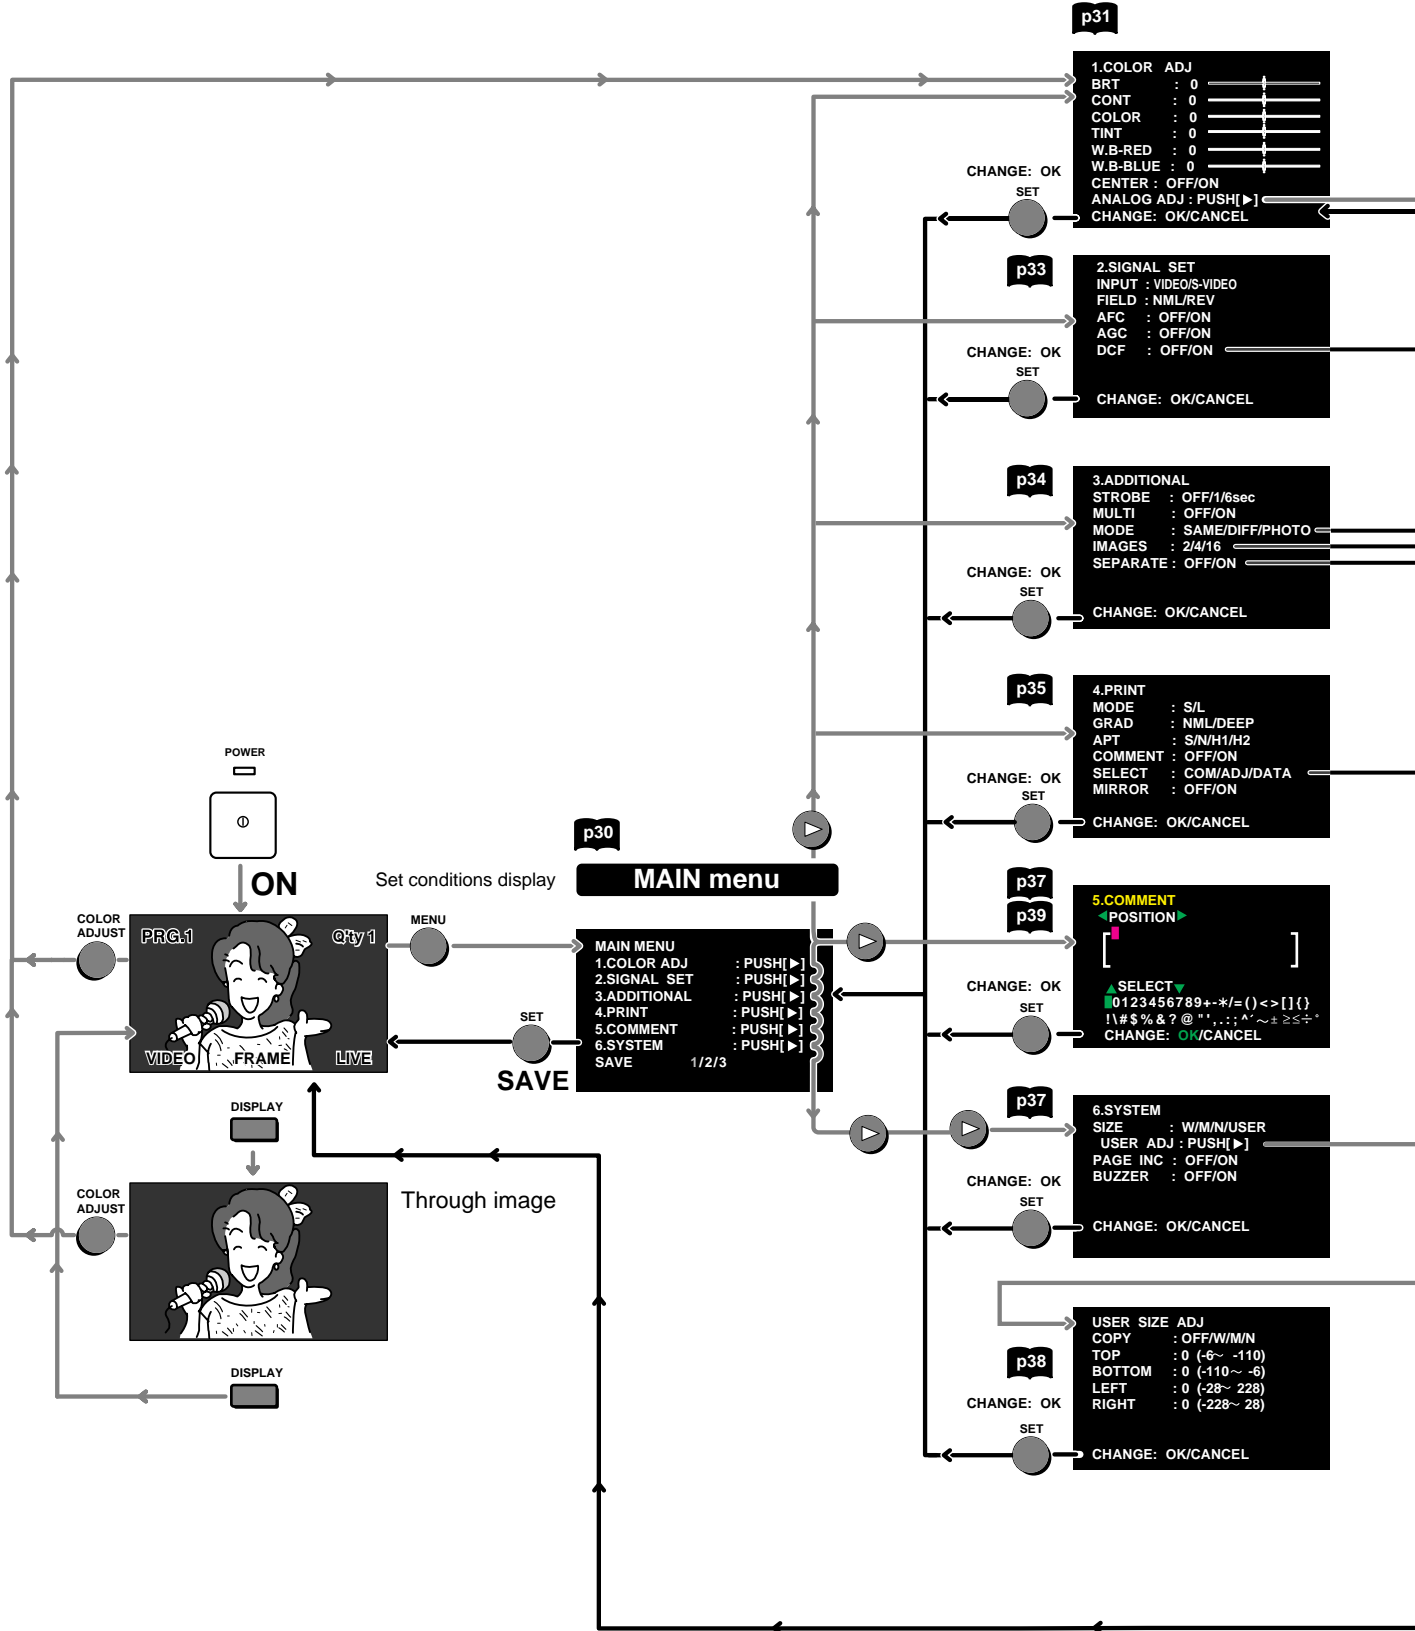 p31
1.COLOR ADJ
BRT : 0
CONT : 0
COLOR : 0
TINT : 0
W.B-RED : 0
W.B-BLUE : 0
CENTER : OFF/ON
ANALOG ADJ : PUSH[▶]
CHANGE: OK/CANCEL
CHANGE: OK
SET
p33
2.SIGNAL SET
INPUT : VIDEO/S-VIDEO
FIELD : NML/REV
AFC : OFF/ON
AGC : OFF/ON
DCF : OFF/ON
CHANGE: OK/CANCEL
CHANGE: OK
SET
p34
3.ADDITIONAL
STROBE : OFF/1/6sec
MULTI : OFF/ON
MODE : SAME/DIFF/PHOTO
IMAGES : 2/4/16
SEPARATE : OFF/ON
CHANGE: OK/CANCEL
CHANGE: OK
SET
p35
4.PRINT
MODE : S/L
GRAD : NML/DEEP
APT : S/N/H1/H2
COMMENT : OFF/ON
SELECT : COM/ADJ/DATA
MIRROR : OFF/ON
CHANGE: OK/CANCEL
CHANGE: OK
SET
POWER
ON
Set conditions display
p30
MAIN menu
COLOR
ADJUST
PRG.1
Q'ty 1
VIDEO
FRAME
LIVE
MENU
MAIN MENU
1.COLOR ADJ : PUSH[▶]
2.SIGNAL SET : PUSH[▶]
3.ADDITIONAL : PUSH[▶]
4.PRINT : PUSH[▶]
5.COMMENT : PUSH[▶]
6.SYSTEM : PUSH[▶]
SAVE 1/2/3
SET
SAVE
p37
p39
5.COMMENT
◀POSITION▶
[ ]
▲SELECT▼
0123456789+-*/=()<>[]{}
!\#$%&?@"',.:;^´~±≥≤÷°
CHANGE: OK/CANCEL
CHANGE: OK
SET
DISPLAY
COLOR
ADJUST
Through image
DISPLAY
p37
6.SYSTEM
SIZE : W/M/N/USER
USER ADJ : PUSH[▶]
PAGE INC : OFF/ON
BUZZER : OFF/ON
CHANGE: OK/CANCEL
CHANGE: OK
SET
p38
USER SIZE ADJ
COPY : OFF/W/M/N
TOP : 0 (-6~ -110)
BOTTOM : 0 (-110~ -6)
LEFT : 0 (-28~ 228)
RIGHT : 0 (-228~ 28)
CHANGE: OK/CANCEL
CHANGE: OK
SET